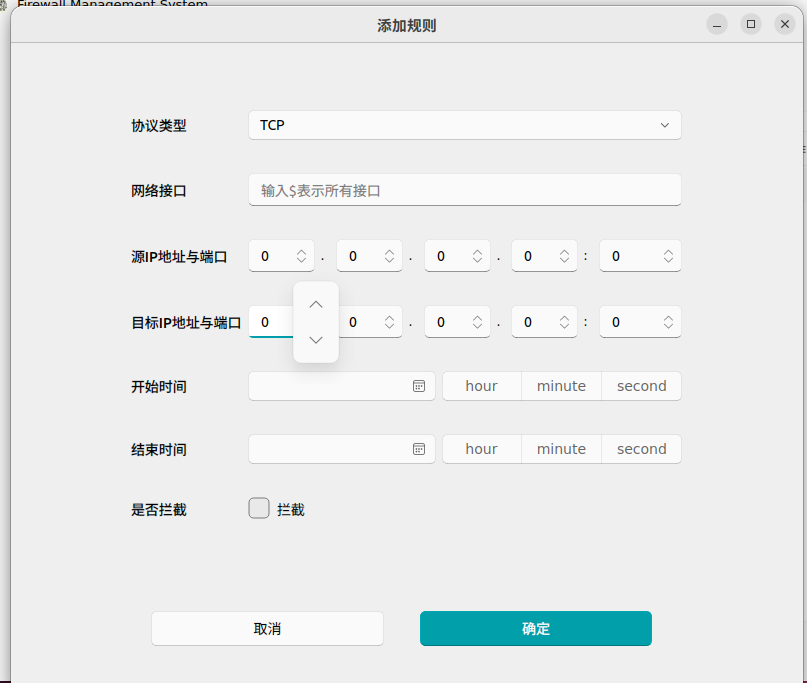 Firewall Management System
添加规则
协议类型 TCP
网络接口 输入$表示所有接口
源IP地址与端口 0 . 0 . 0 . 0 : 0
目标IP地址与端口 0 0 . 0 . 0 : 0
开始时间 hour minute second
结束时间 hour minute second
是否拦截 拦截
取消 确定